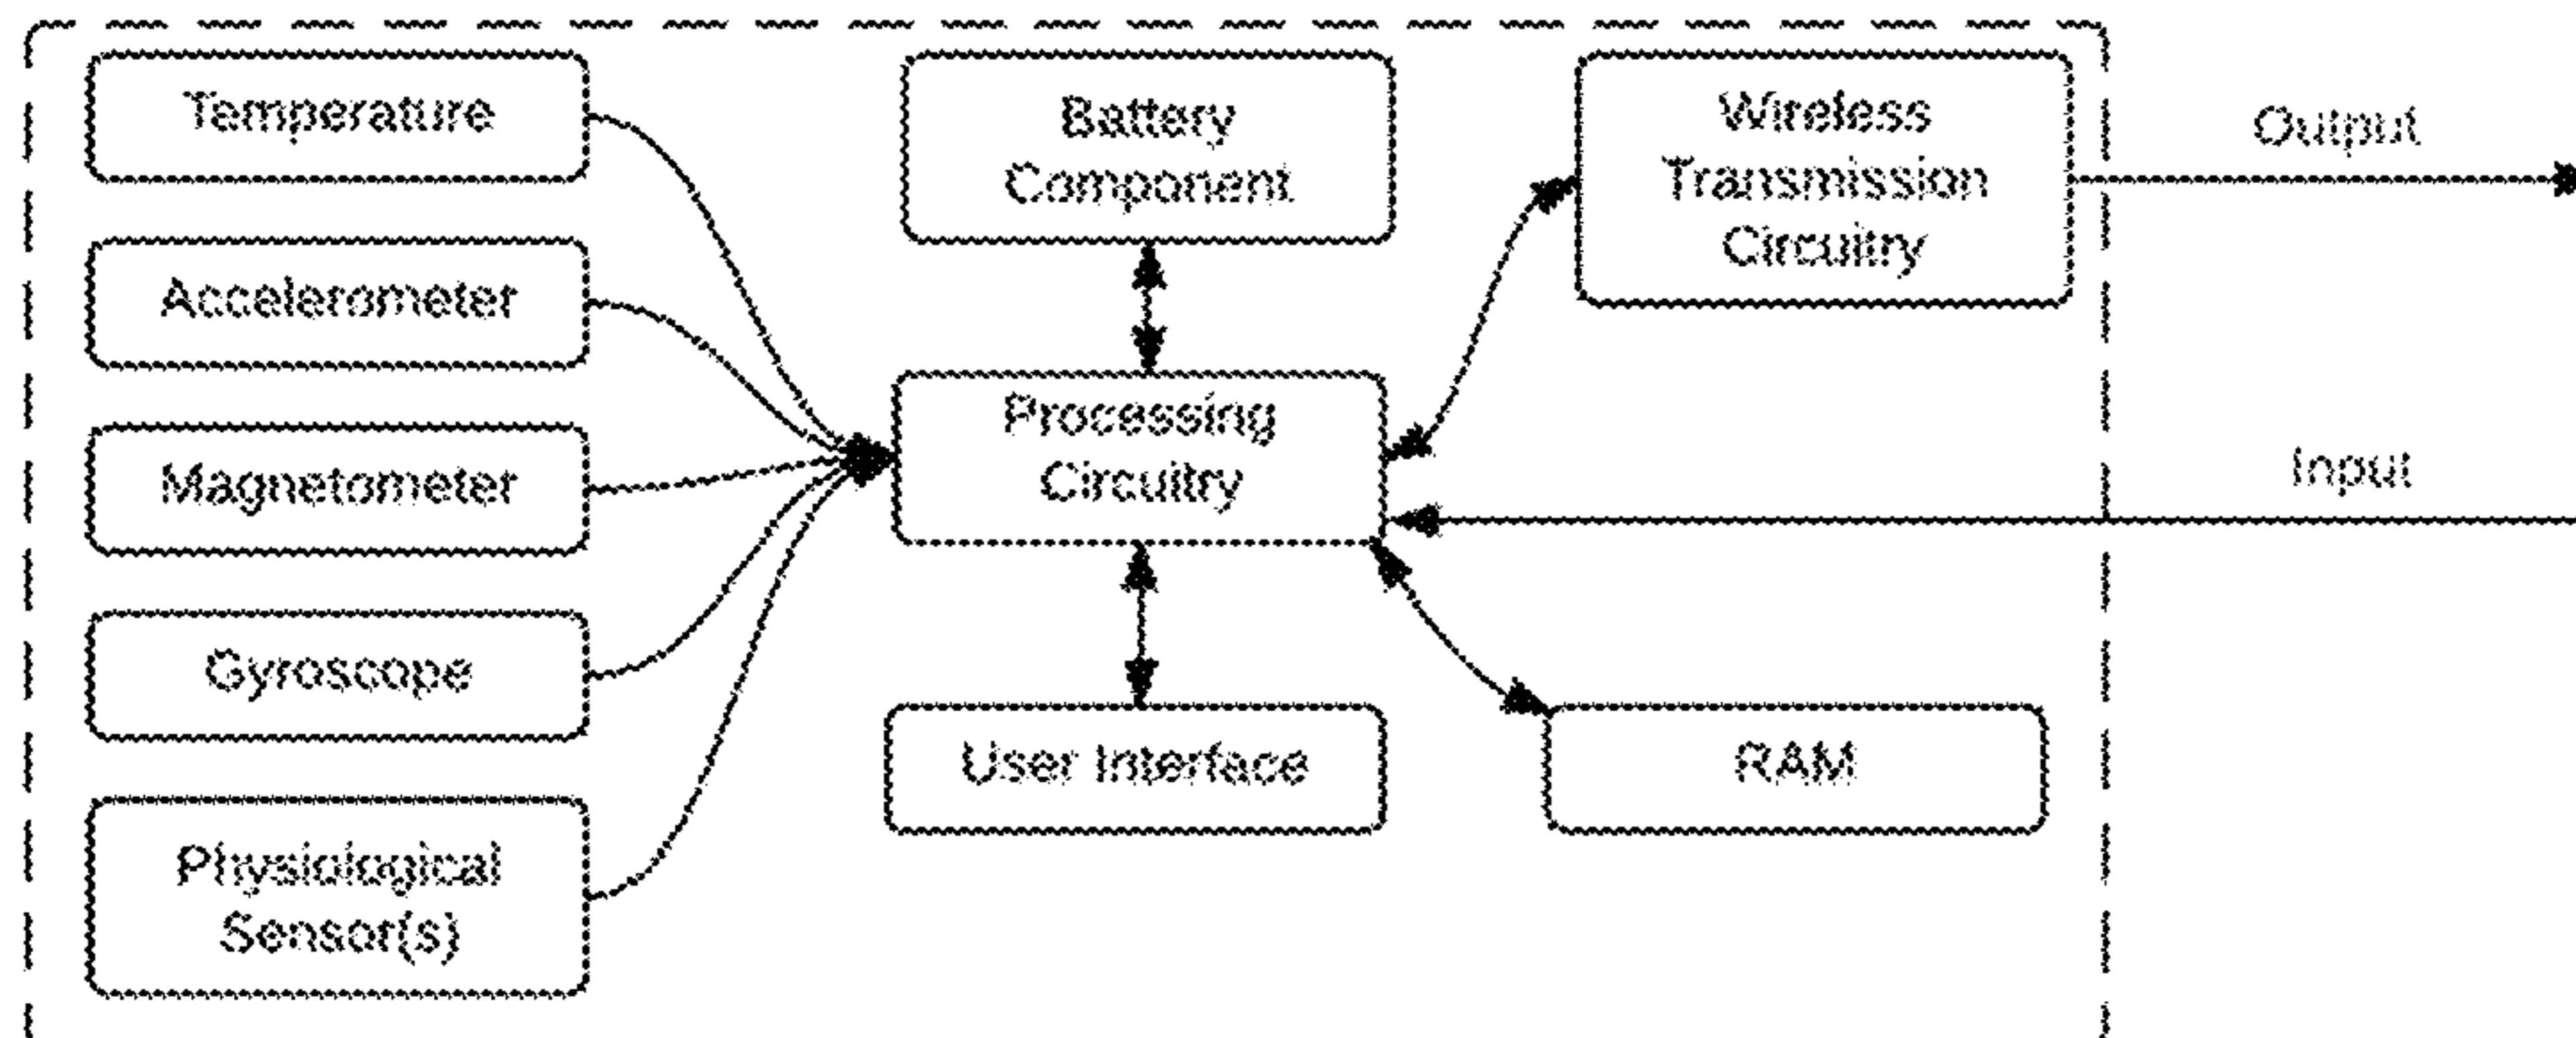 Temperature
Accelerometer
Magnetometer
Gyroscope
Physiological
Sensor(s)
Battery
Component
Processing
Circuitry
User Interface
Wireless
Transmission
Circuitry
RAM
Output
Input